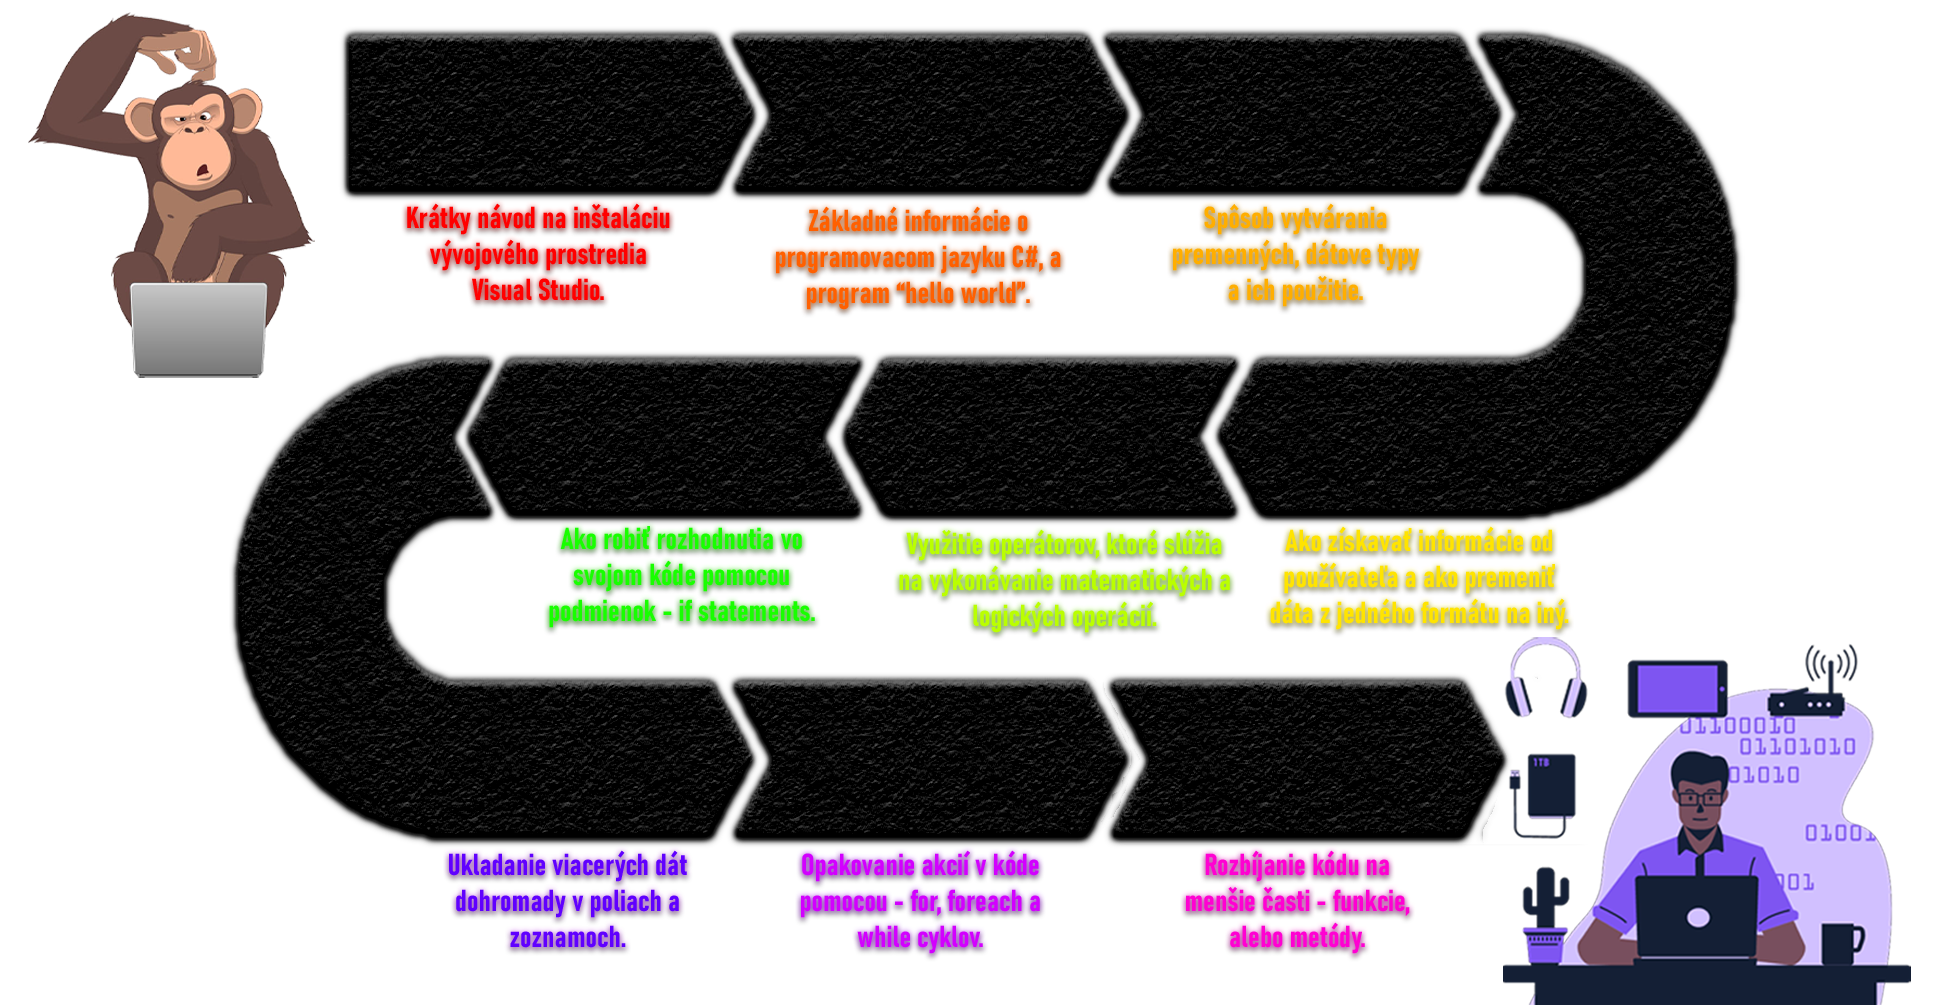 Krátky návod na inštaláciu
vývojového prostredia
Visual Studio.
Základné informácie o
programovacom jazyku C#, a
program “hello world”.
Spôsob vytvárania
premenných, dátove typy
a ich použitie.
Ako získavať informácie od
používateľa a ako premeniť
dáta z jedného formátu na iný.
Využitie operátorov, ktoré slúžia
na vykonávanie matematických a
logických operácií.
Ako robiť rozhodnutia vo
svojom kóde pomocou
podmienok - if statements.
Ukladanie viacerých dát
dohromady v poliach a
zoznamoch.
Opakovanie akcií v kóde
pomocou - for, foreach a
while cyklov.
Rozbíjanie kódu na
menšie časti - funkcie,
alebo metódy.
01100010
01101010
01010
1TB
01001
001